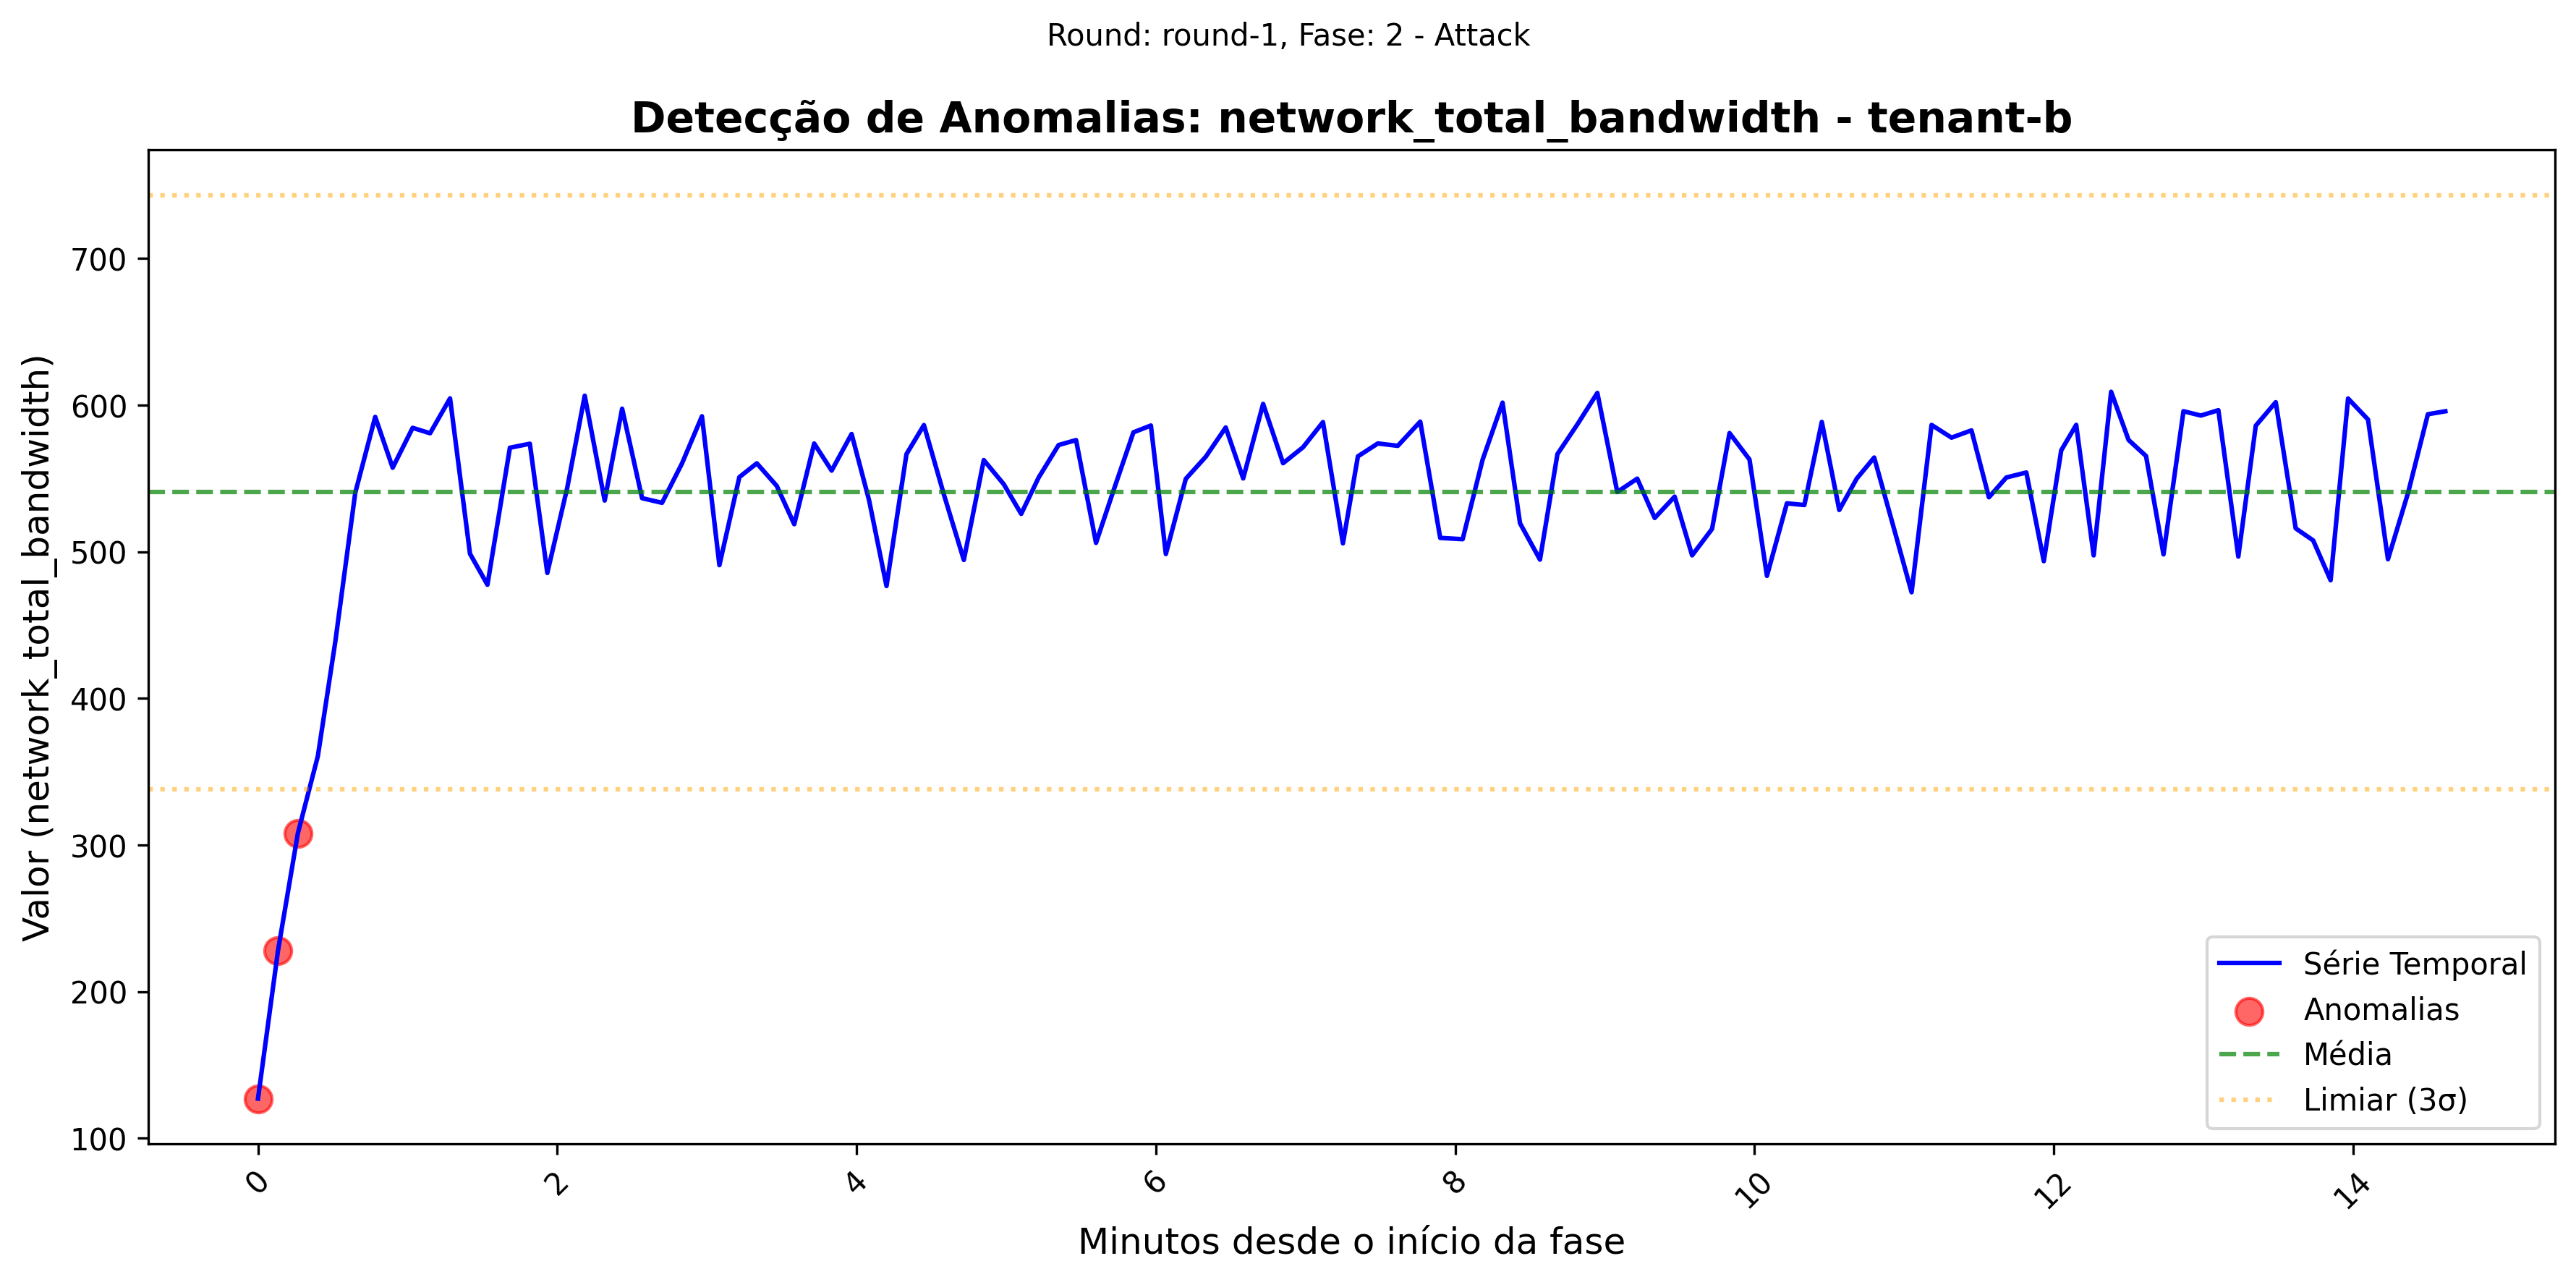 Round: round-1, Fase: 2 - Attack
Detecção de Anomalias: network_total_bandwidth - tenant-b
Valor (network_total_bandwidth)
700
600
500
400
300
200
100
Série Temporal
Anomalias
Média
Limiar (3σ)
0 2 4 6 8 10 12 14
Minutos desde o início da fase